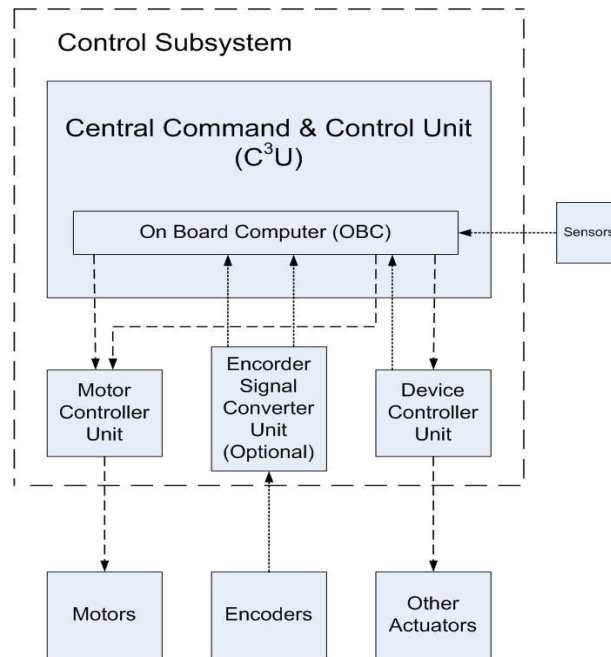 Control Subsystem
Central Command & Control Unit
(C³U)
On Board Computer (OBC)
Sensors
Motor
Controller
Unit
Encorder
Signal
Converter
Unit
(Optional)
Device
Controller
Unit
Motors
Encoders
Other
Actuators